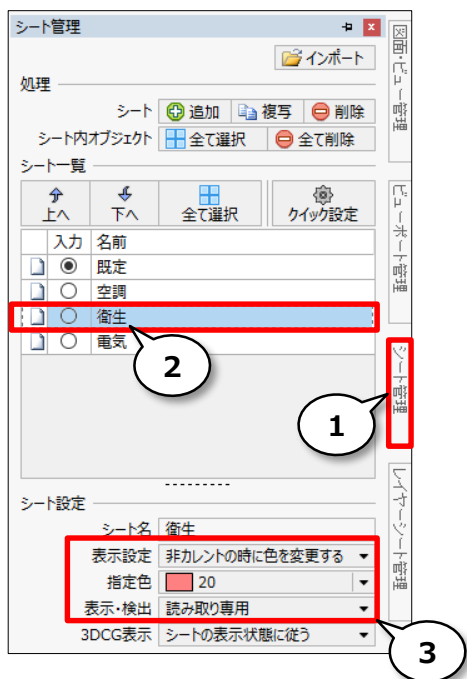 シート管理
インポート
処理
シート 追加 複写 削除
シート内オブジェクト 全て選択 全て削除
シート一覧
上へ 下へ 全て選択 クイック設定
入力 名前
既定
空調
衛生
電気
2
1
シート設定
シート名 衛生
表示設定 非カレントの時に色を変更する
指定色 20
表示・検出 読み取り専用
3DCG表示 シートの表示状態に従う
3
図面・ビュー管理
ビューポート管理
シート管理
レイヤーシート管理